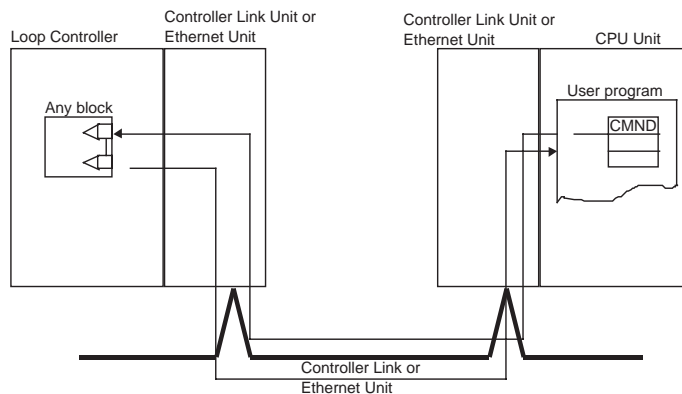 Controller Link Unit or
Ethernet Unit
Loop Controller
Any block
Controller Link Unit or
Ethernet Unit
CPU Unit
User program
CMND
Controller Link or
Ethernet Unit